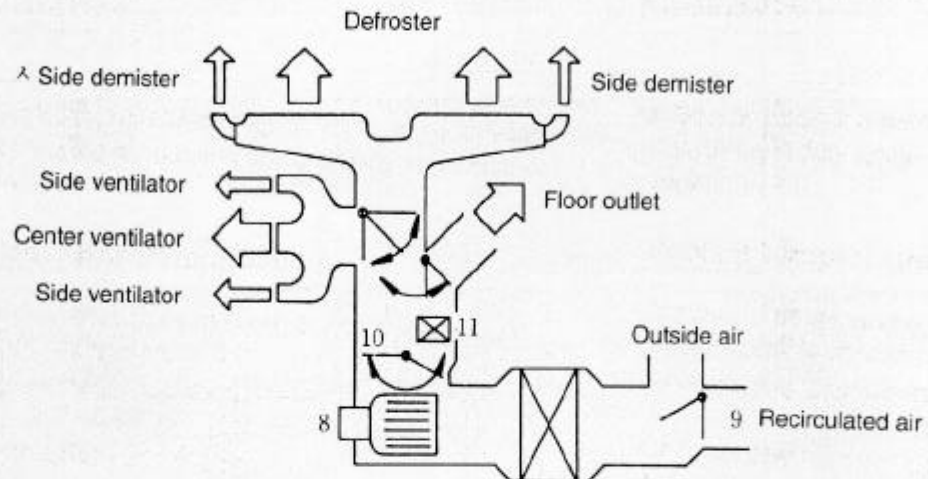 Defroster
Side demister
Side demister
Side ventilator
Floor outlet
Center ventilator
Side ventilator
10
11
Outside air
8
9 Recirculated air